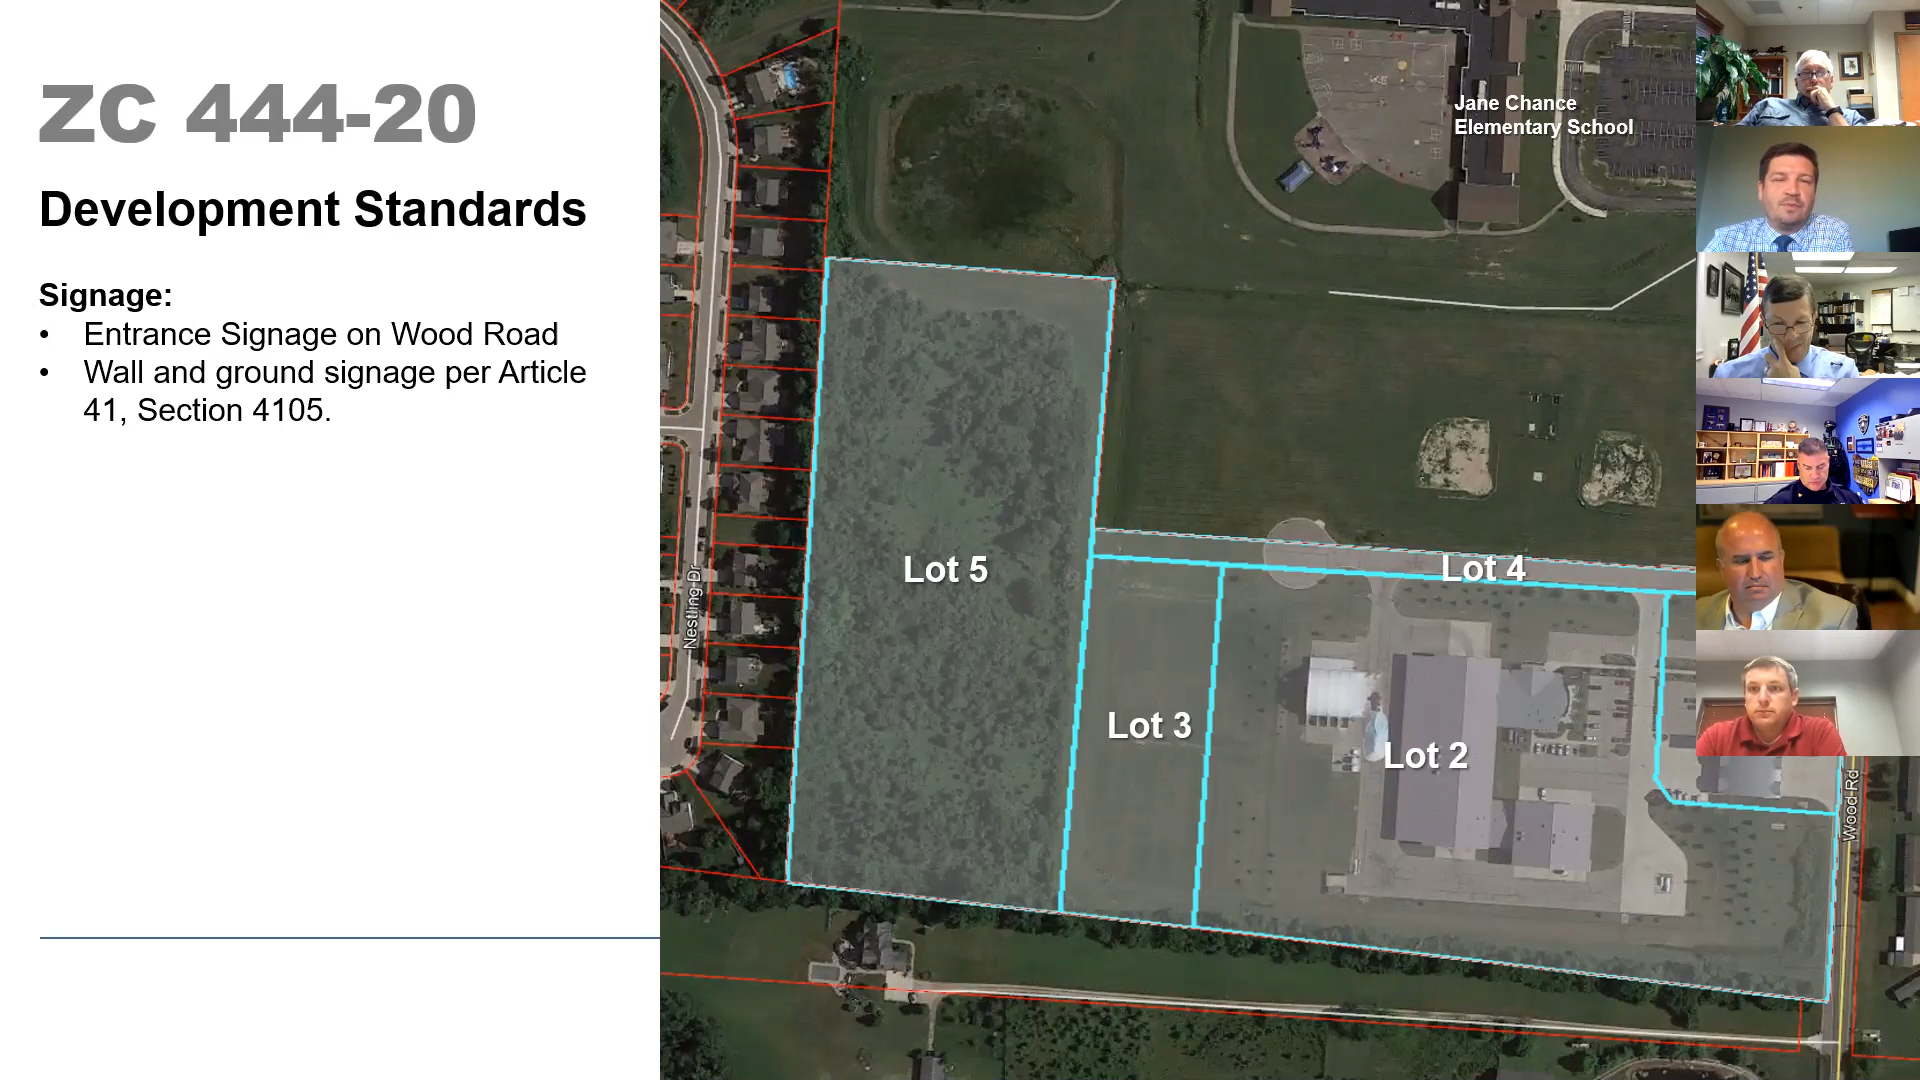 ZC 444-20
Development Standards
Signage:
• Entrance Signage on Wood Road
• Wall and ground signage per Article
41, Section 4105.
Jane Chance
Elementary School
Lot 5
Lot 4
Lot 3
Lot 2
Nestling Dr
Wood Rd